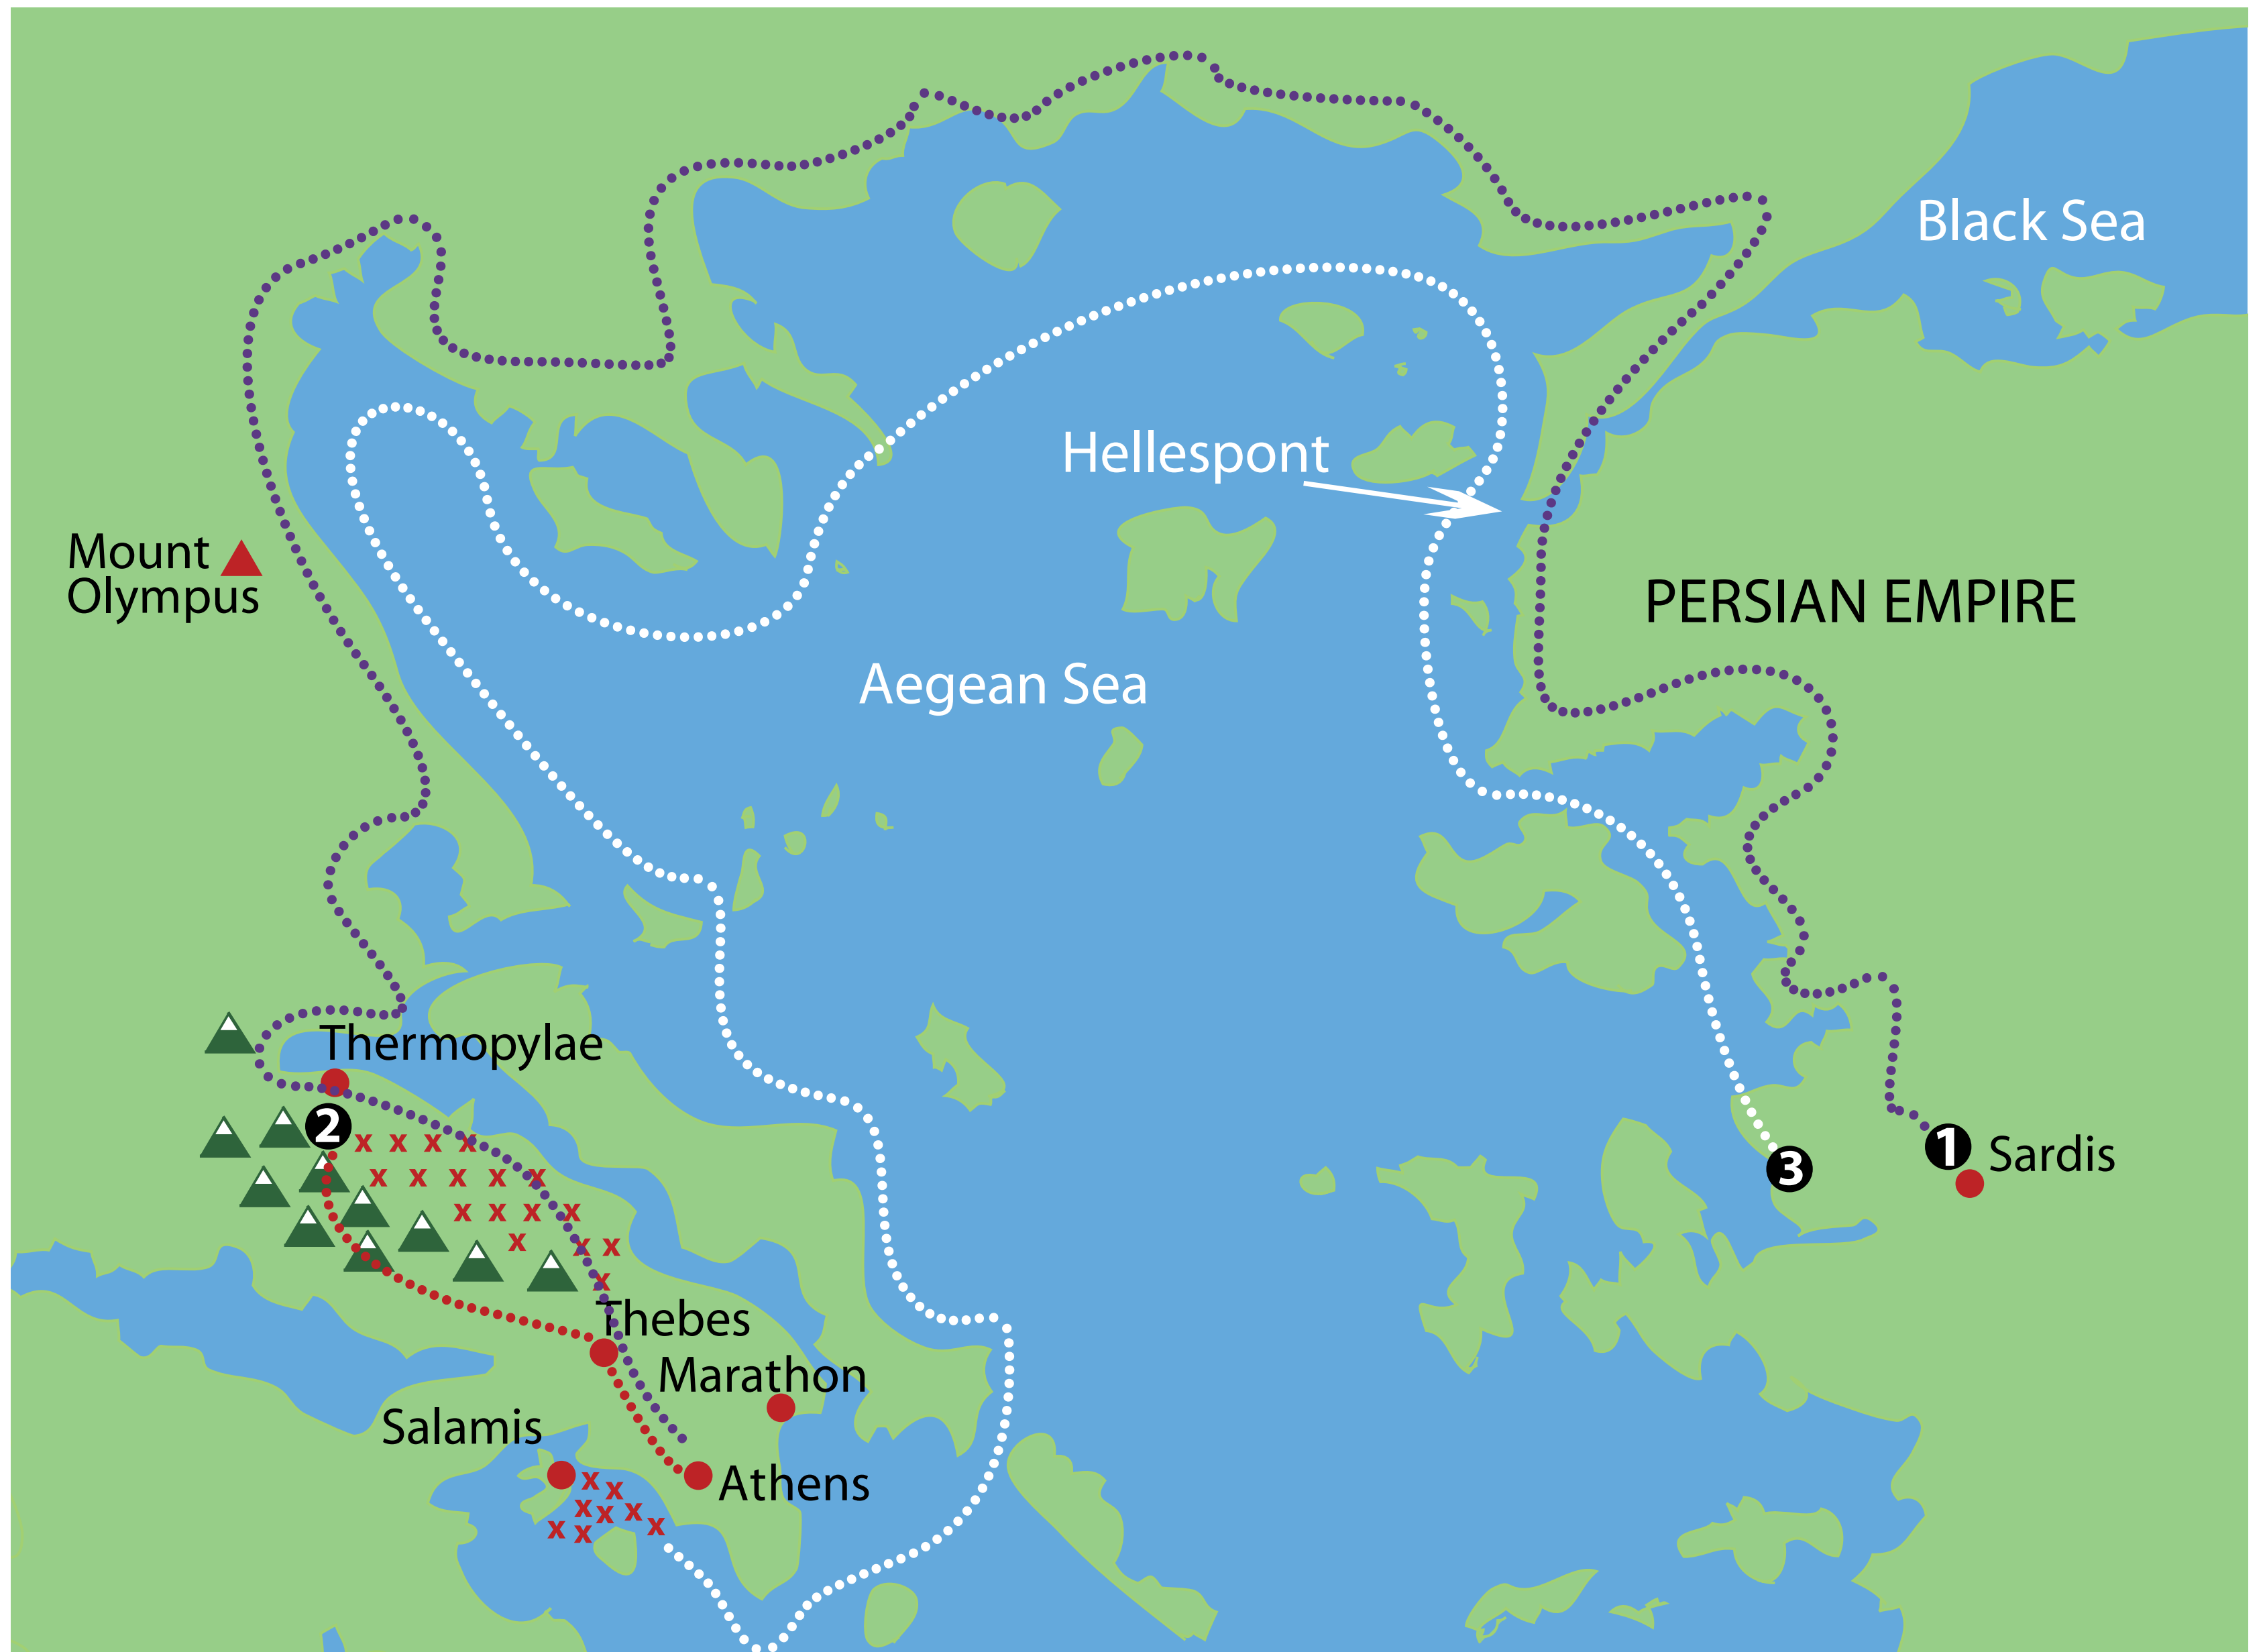 Black Sea
Hellespont
Mount
Olympus
PERSIAN EMPIRE
Aegean Sea
Thermopylae
2
x x x x
x x x x x
x x x x
x x x
x
1
Sardis
3
Thebes
Marathon
Salamis
Athens
x x
x x x
x x x